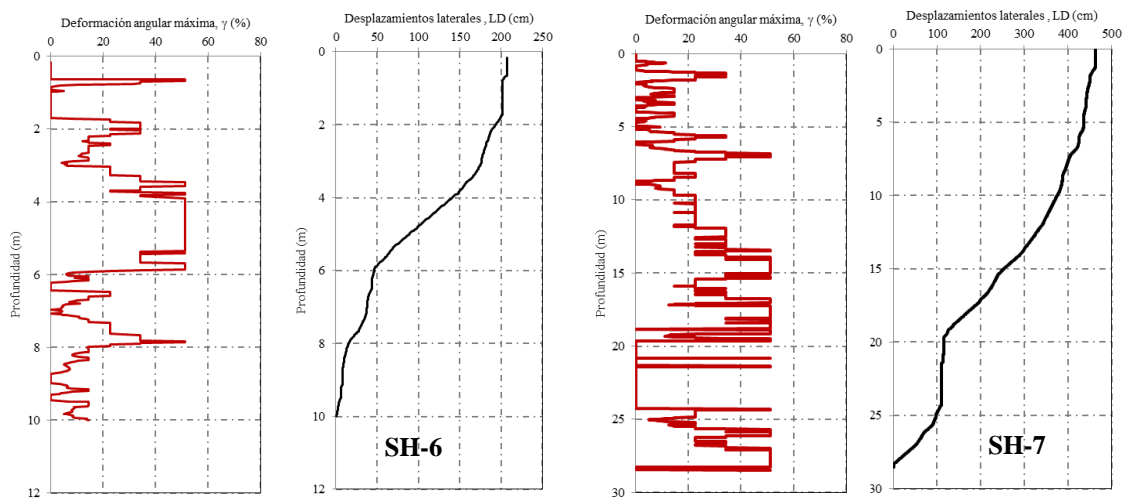 Deformación angular máxima, γ (%)
0 20 40 60 80
Profundidad (m)
0
2
4
6
8
10
12
Desplazamientos laterales , LD (cm)
0 50 100 150 200 250
0
2
4
6
8
10
12
SH-6
Deformación angular máxima, γ (%)
0 20 40 60 80
Profundidad (m)
0
5
10
15
20
25
30
Desplazamientos laterales , LD (cm)
0 100 200 300 400 500
0
5
10
15
20
25
30
SH-7